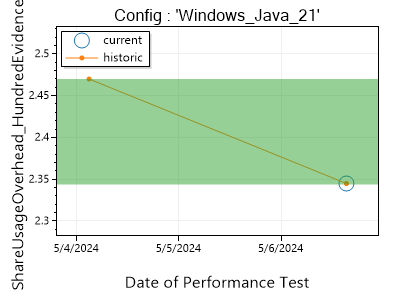 Config : 'Windows_Java_21'
ShareUsageOverhead_HundredEvidence
current
historic
2.5
2.45
2.4
2.35
2.3
5/4/2024
5/5/2024
5/6/2024
Date of Performance Test